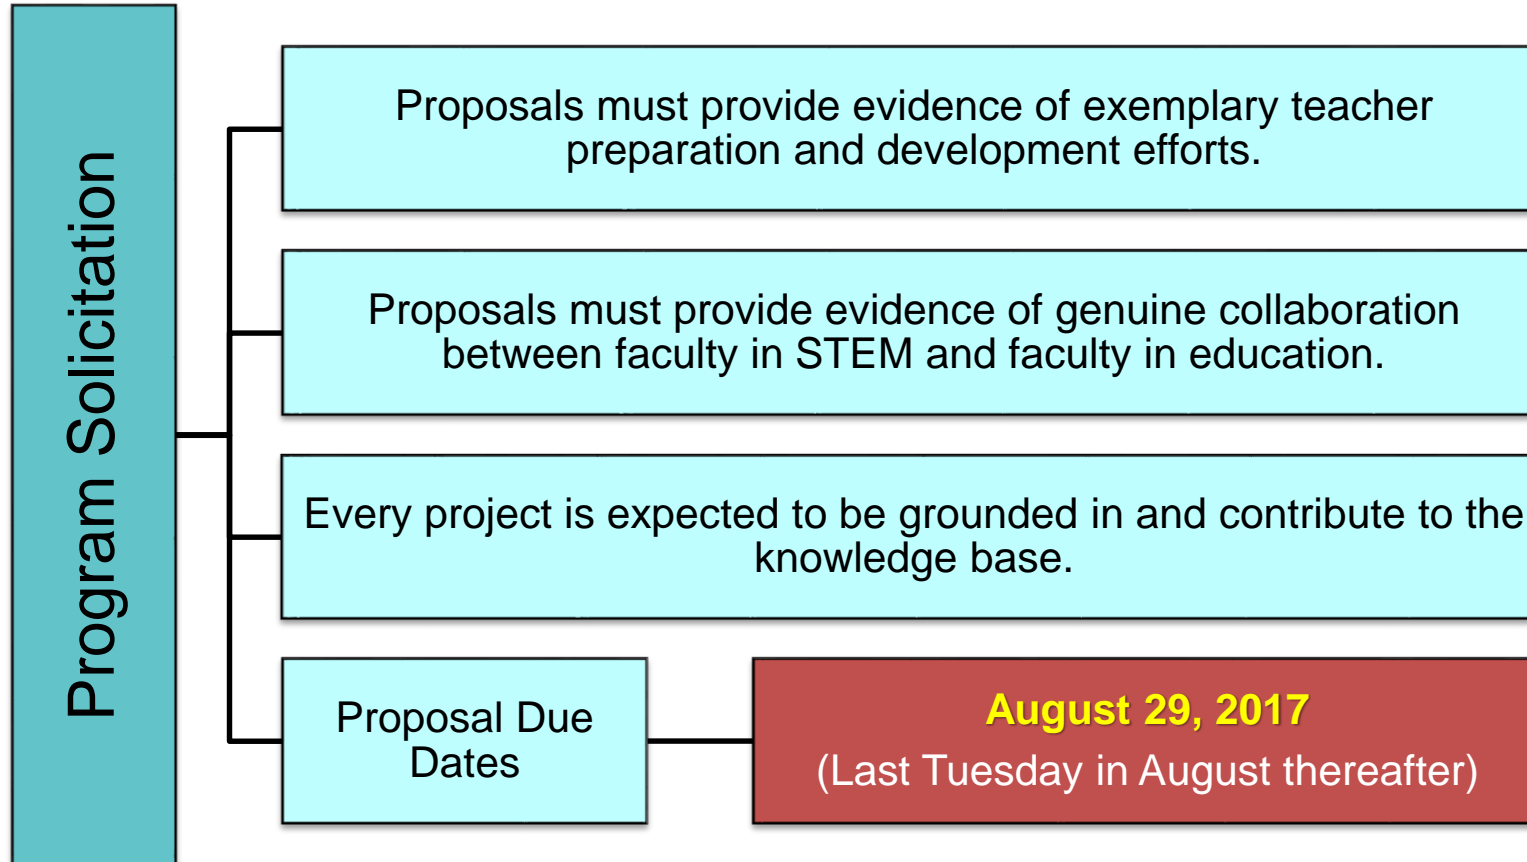 Program Solicitation
Proposals must provide evidence of exemplary teacher
preparation and development efforts.
Proposals must provide evidence of genuine collaboration
between faculty in STEM and faculty in education.
Every project is expected to be grounded in and contribute to the
knowledge base.
Proposal Due
Dates
August 29, 2017
(Last Tuesday in August thereafter)